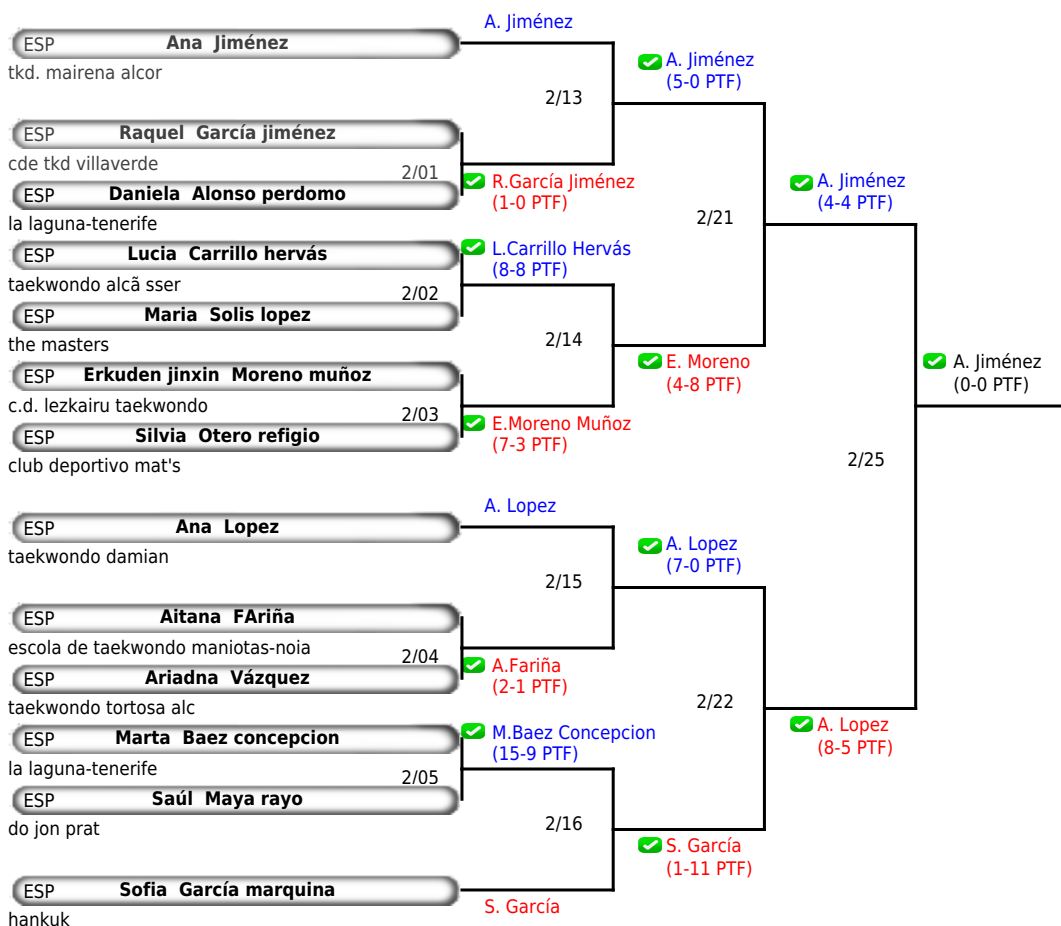 A. Jiménez
ESP Ana Jiménez
tkd. mairena alcor
A. Jiménez
(5-0 PTF)
2/13
ESP Raquel García jiménez
cde tkd villaverde
2/01
R.García Jiménez
(1-0 PTF)
ESP Daniela Alonso perdomo
la laguna-tenerife
A. Jiménez
(4-4 PTF)
2/21
ESP Lucia Carrillo hervás
L.Carrillo Hervás
(8-8 PTF)
taekwondo alcã sser
2/02
ESP Maria Solis lopez
the masters
2/14
E. Moreno
(4-8 PTF)
A. Jiménez
(0-0 PTF)
ESP Erkuden jinxin Moreno muñoz
c.d. lezkairu taekwondo
2/03
E.Moreno Muñoz
(7-3 PTF)
ESP Silvia Otero refigio
club deportivo mat's
2/25
A. Lopez
ESP Ana Lopez
taekwondo damian
A. Lopez
(7-0 PTF)
2/15
ESP Aitana FAriña
escola de taekwondo maniotas-noia
2/04
A.Fariña
(2-1 PTF)
ESP Ariadna Vázquez
taekwondo tortosa alc
2/22
A. Lopez
(8-5 PTF)
ESP Marta Baez concepcion
M.Baez Concepcion
(15-9 PTF)
la laguna-tenerife
2/05
ESP Saúl Maya rayo
do jon prat
2/16
S. García
(1-11 PTF)
ESP Sofia García marquina
S. García
hankuk